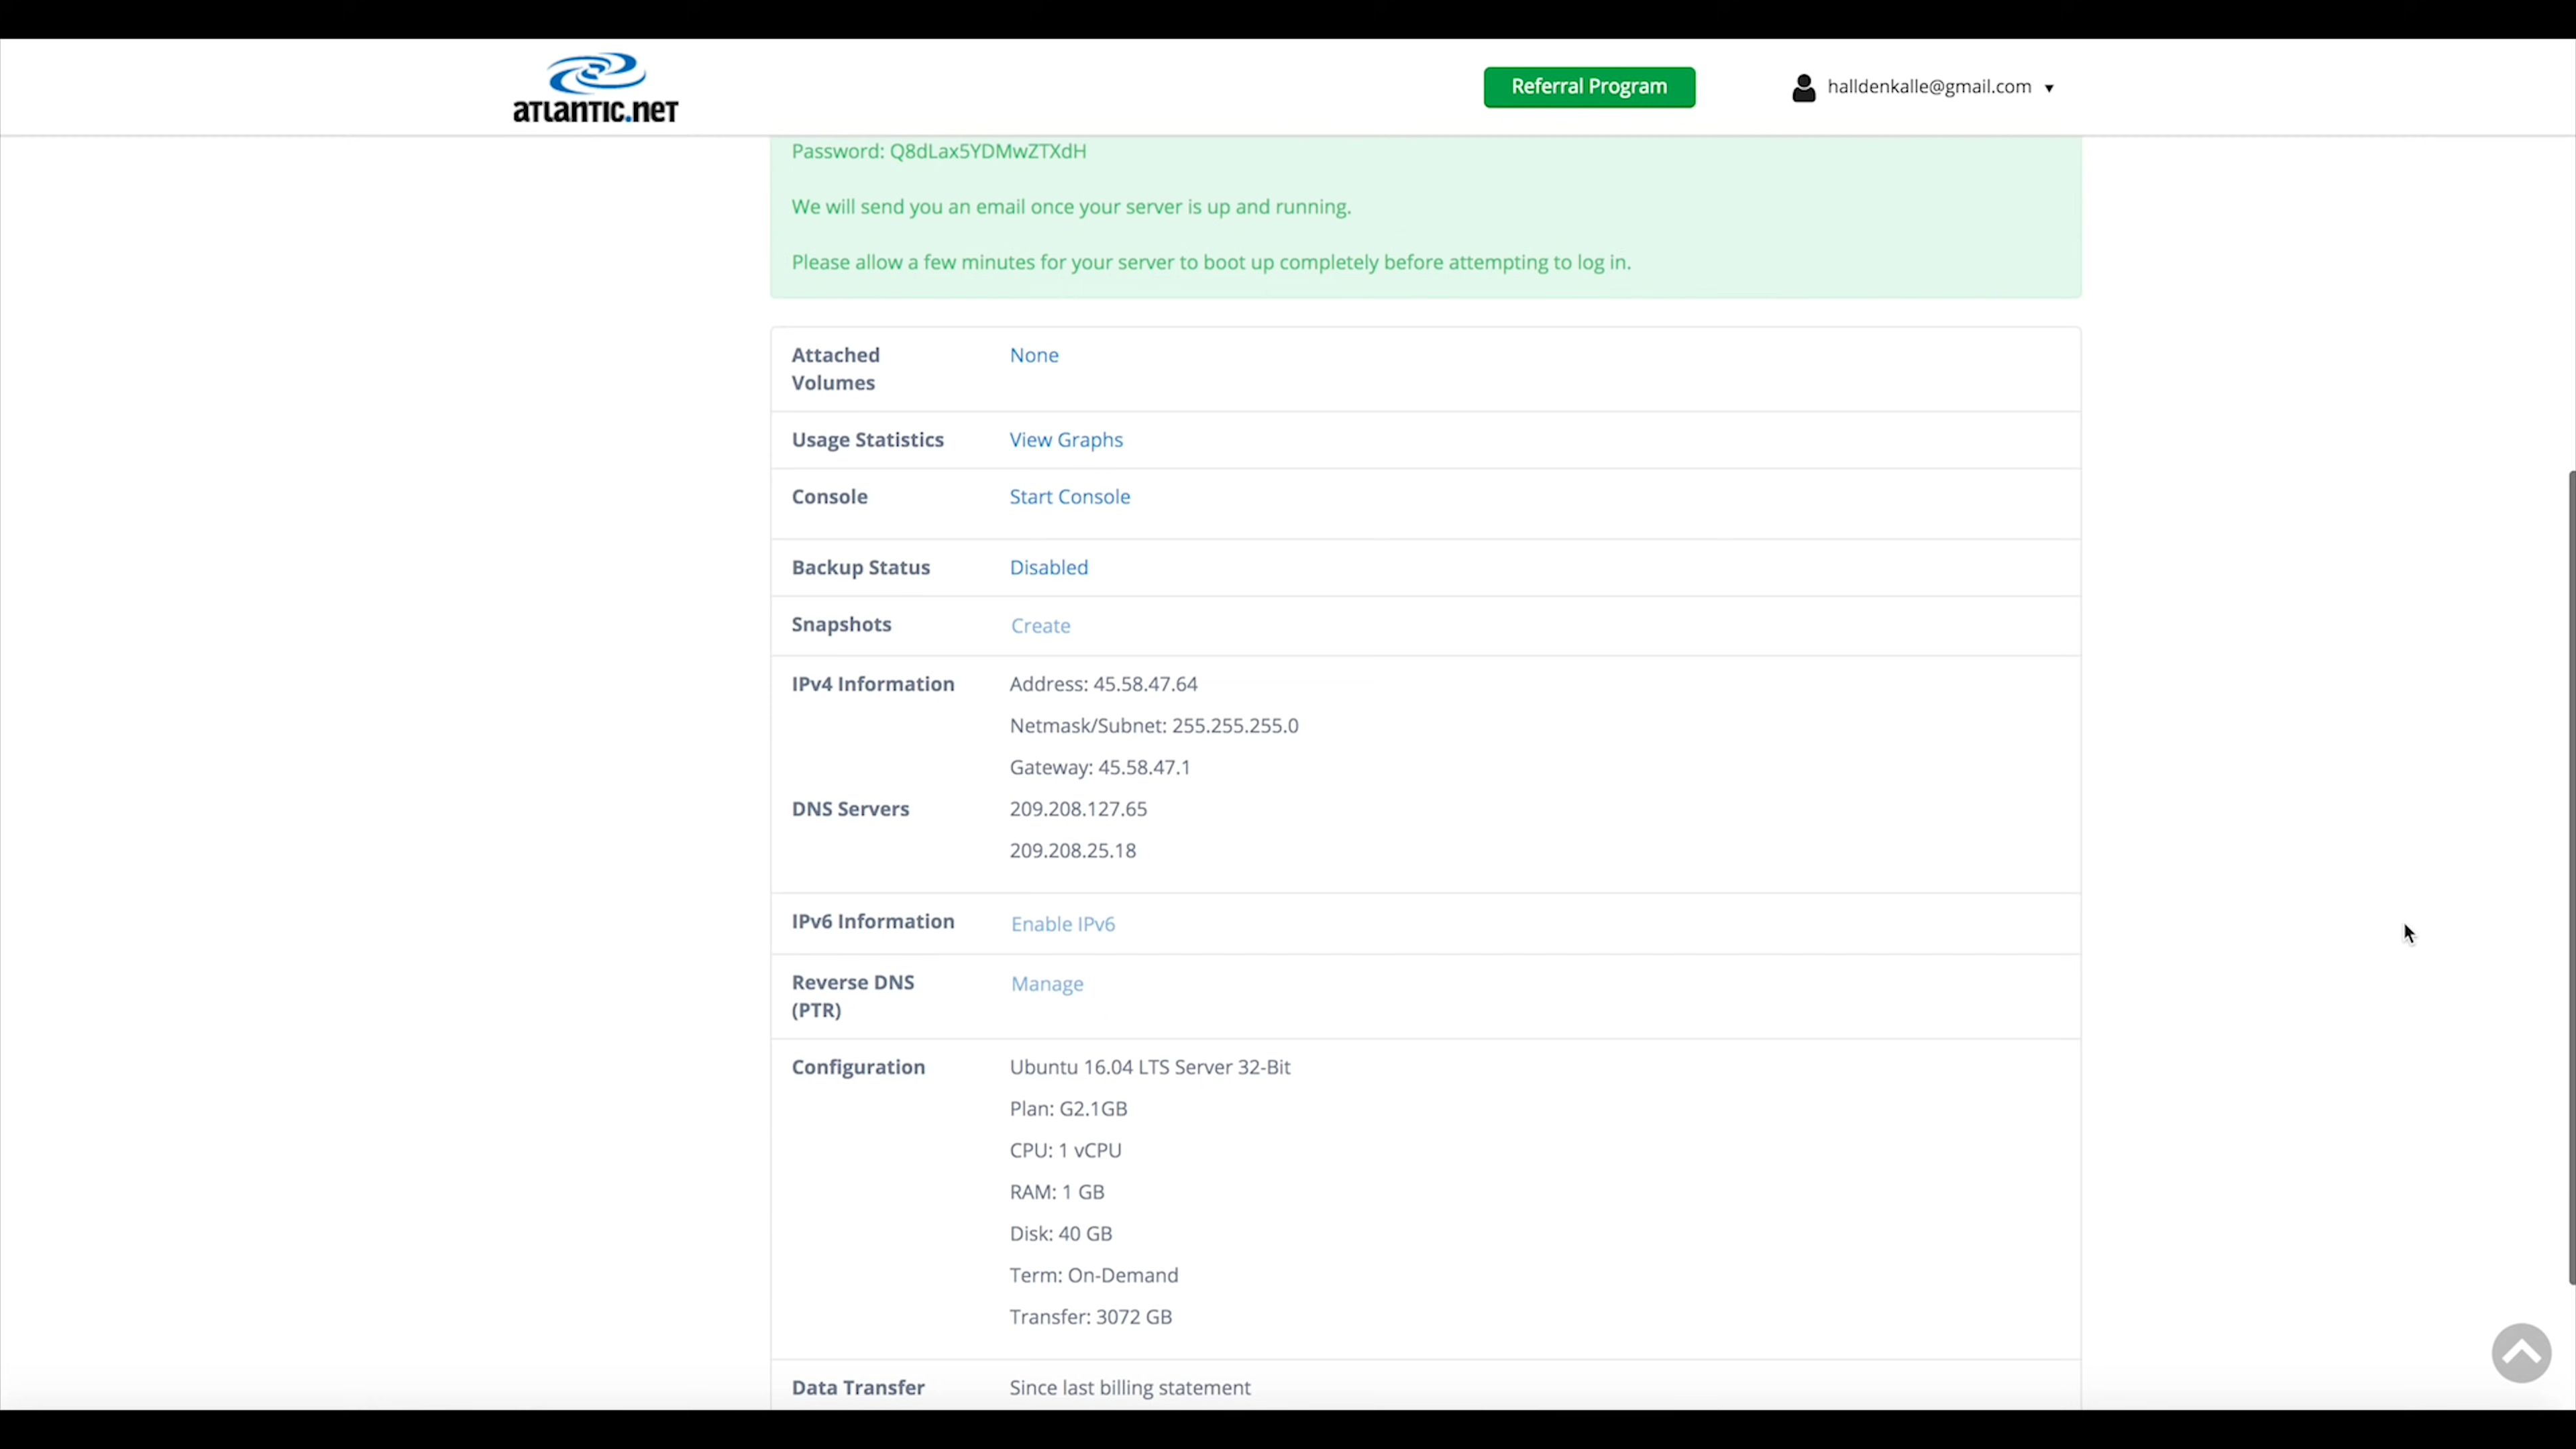 ATLANTIC.NET
Referral Program
halldenkalle@gmail.com
Password: Q8dLax5YDMwZTXdH
We will send you an email once your server is up and running.
Please allow a few minutes for your server to boot up completely before attempting to log in.
Attached Volumes None
Usage Statistics View Graphs
Console Start Console
Backup Status Disabled
Snapshots Create
IPv4 Information Address: 45.58.47.64
Netmask/Subnet: 255.255.255.0
Gateway: 45.58.47.1
DNS Servers 209.208.127.65
209.208.25.18
IPv6 Information Enable IPv6
Reverse DNS (PTR) Manage
Configuration Ubuntu 16.04 LTS Server 32-Bit
Plan: G2.1GB
CPU: 1 vCPU
RAM: 1 GB
Disk: 40 GB
Term: On-Demand
Transfer: 3072 GB
Data Transfer Since last billing statement